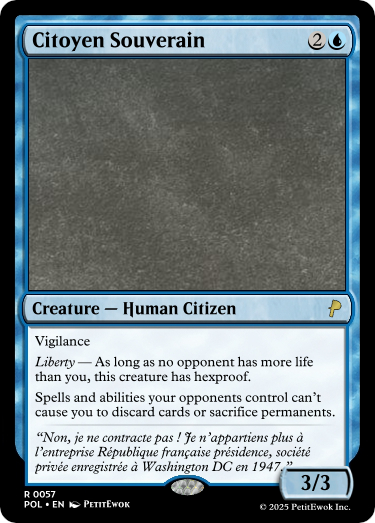 Citoyen Souverain 2
Creature — Human Citizen
Vigilance
Liberty — As long as no opponent has more life
than you, this creature has hexproof.
Spells and abilities your opponents control can't
cause you to discard cards or sacrifice permanents.
“Non, je ne contracte pas ! Je n'appartiens plus à
l'entreprise République française présidence, société
privée enregistrée à Washington DC en 1947.”
3/3
R 0057
POL • EN PetitEwok
© 2025 PetitEwok Inc.